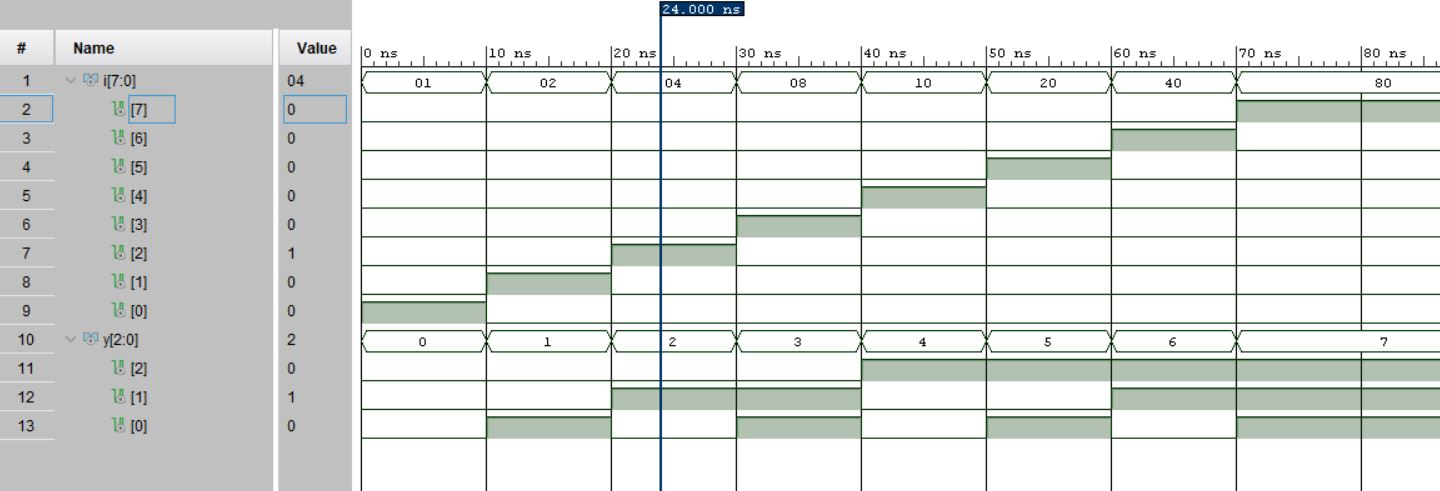 24.000 ns
# Name Value 0 ns 10 ns 20 ns 30 ns 40 ns 50 ns 60 ns 70 ns 80 ns
1 i[7:0] 04 01 02 04 08 10 20 40 80
2 [7] 0
3 [6] 0
4 [5] 0
5 [4] 0
6 [3] 0
7 [2] 1
8 [1] 0
9 [0] 0
10 y[2:0] 2 0 1 2 3 4 5 6 7
11 [2] 0
12 [1] 1
13 [0] 0